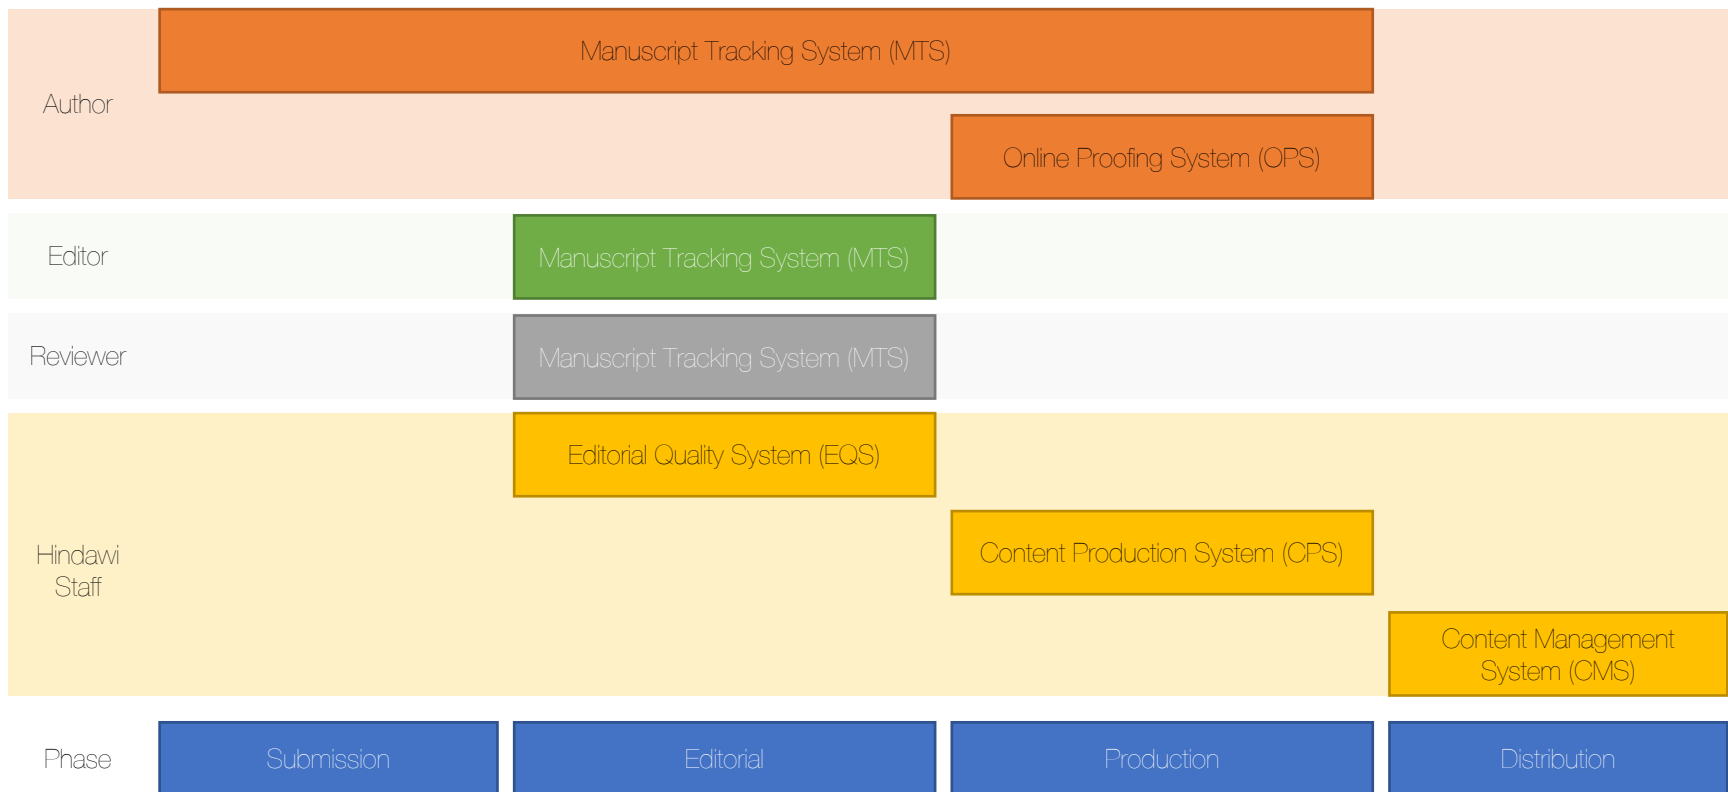 Manuscript Tracking System (MTS)
Author
Online Proofing System (OPS)
Editor
Manuscript Tracking System (MTS)
Reviewer
Manuscript Tracking System (MTS)
Editorial Quality System (EQS)
Hindawi
Staff
Content Production System (CPS)
Content Management
System (CMS)
Phase
Submission
Editorial
Production
Distribution